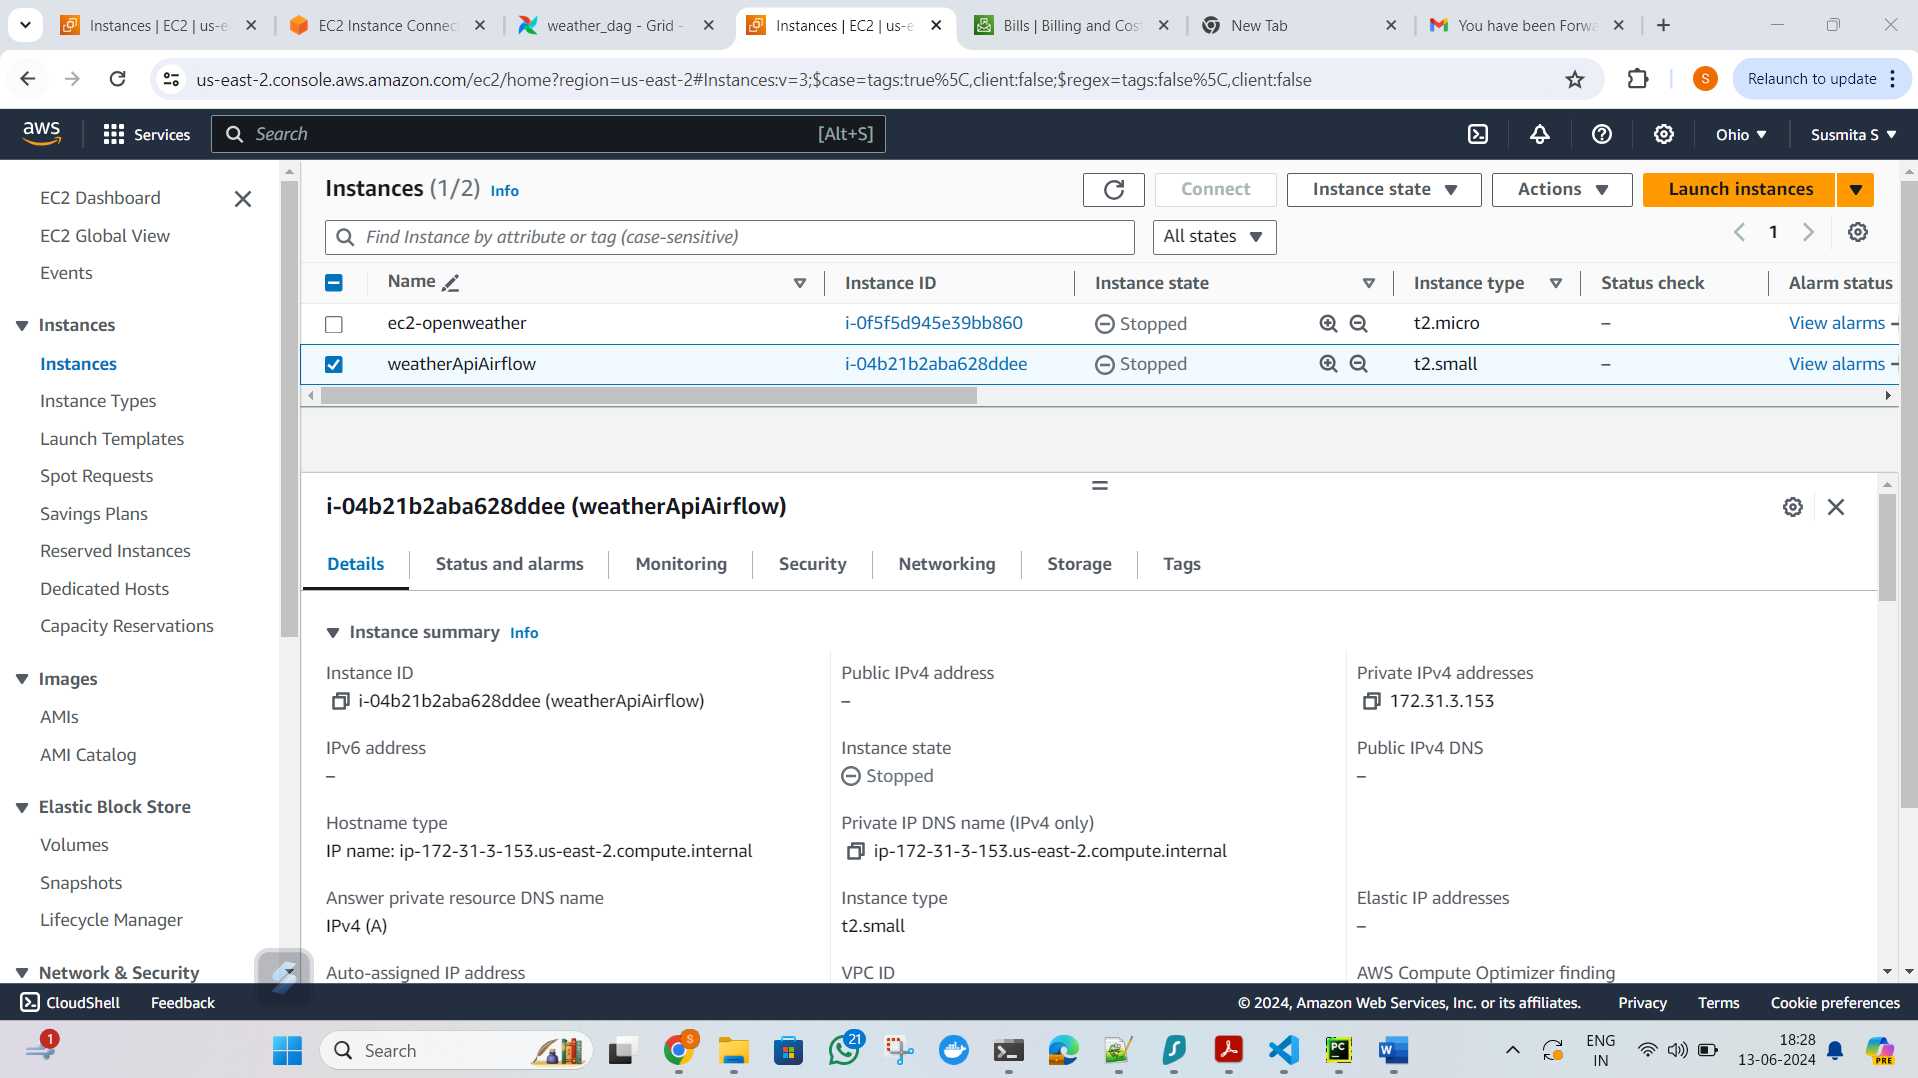 Instances | EC2 | us-e
EC2 Instance Connec
weather_dag - Grid -
Instances | EC2 | us-e
Bills | Billing and Cos
New Tab
You have been Forwa
us-east-2.console.aws.amazon.com/ec2/home?region=us-east-2#Instances:v=3;$case=tags:true%5C,client:false;$regex=tags:false%5C,client:false
S
Relaunch to update
aws
Services
Search
[Alt+S]
Ohio
Susmita S
EC2 Dashboard
EC2 Global View
Events
Instances
Instances
Instance Types
Launch Templates
Spot Requests
Savings Plans
Reserved Instances
Dedicated Hosts
Capacity Reservations
Images
AMIs
AMI Catalog
Elastic Block Store
Volumes
Snapshots
Lifecycle Manager
Network & Security
Instances (1/2) Info
Connect
Instance state
Actions
Launch instances
Find Instance by attribute or tag (case-sensitive)
All states
1
Name Instance ID Instance state Instance type Status check Alarm status
ec2-openweather i-0f5f5d945e39bb860 Stopped t2.micro – View alarms
weatherApiAirflow i-04b21b2aba628ddee Stopped t2.small – View alarms
i-04b21b2aba628ddee (weatherApiAirflow)
Details Status and alarms Monitoring Security Networking Storage Tags
Instance summary Info
Instance ID
i-04b21b2aba628ddee (weatherApiAirflow)
Public IPv4 address
–
Private IPv4 addresses
172.31.3.153
IPv6 address
–
Instance state
Stopped
Public IPv4 DNS
–
Hostname type
IP name: ip-172-31-3-153.us-east-2.compute.internal
Private IP DNS name (IPv4 only)
ip-172-31-3-153.us-east-2.compute.internal
Answer private resource DNS name
IPv4 (A)
Instance type
t2.small
Elastic IP addresses
–
Auto-assigned IP address
VPC ID
AWS Compute Optimizer finding
CloudShell
Feedback
© 2024, Amazon Web Services, Inc. or its affiliates.
Privacy
Terms
Cookie preferences
1
Search
S
21
PC
W
ENG
IN
18:28
13-06-2024
PRE